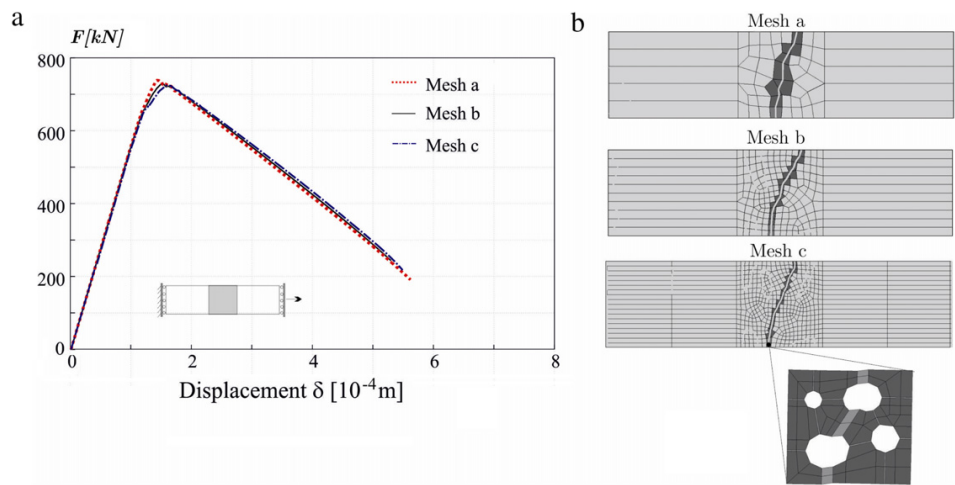 a
F[kN]
800
600
400
200
0
0
2
4
6
8
Displacement δ [10⁻⁴m]
Mesh a
Mesh b
Mesh c
b
Mesh a
Mesh b
Mesh c